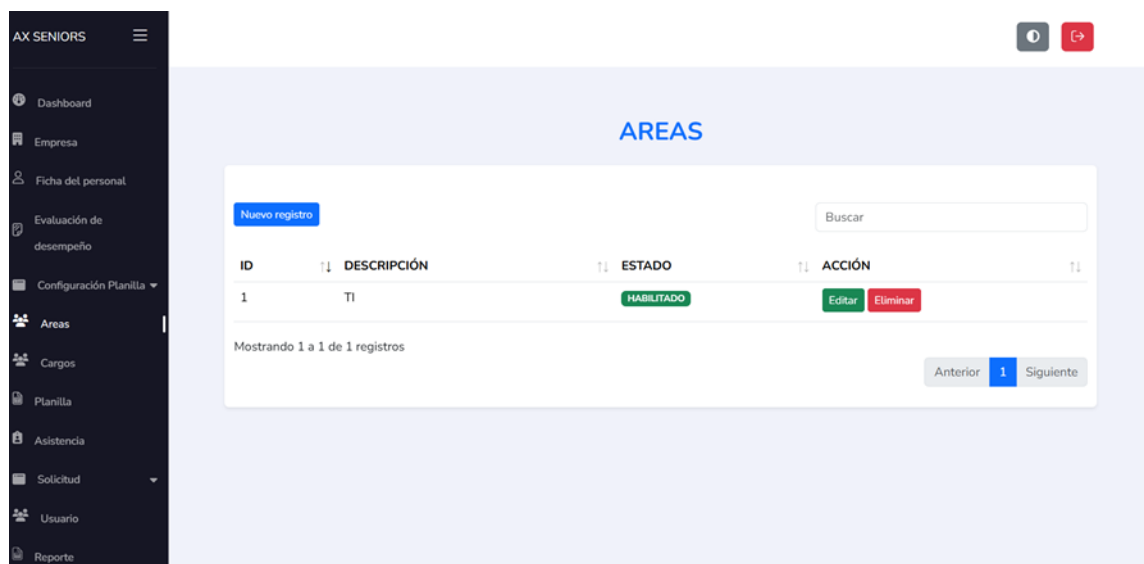 AX SENIORS
Dashboard
Empresa
Ficha del personal
Evaluación de
desempeño
Configuración Planilla
Areas
Cargos
Planilla
Asistencia
Solicitud
Usuario
Reporte
AREAS
Nuevo registro
Buscar
ID DESCRIPCIÓN ESTADO ACCIÓN
1 TI HABILITADO Editar Eliminar
Mostrando 1 a 1 de 1 registros
Anterior 1 Siguiente